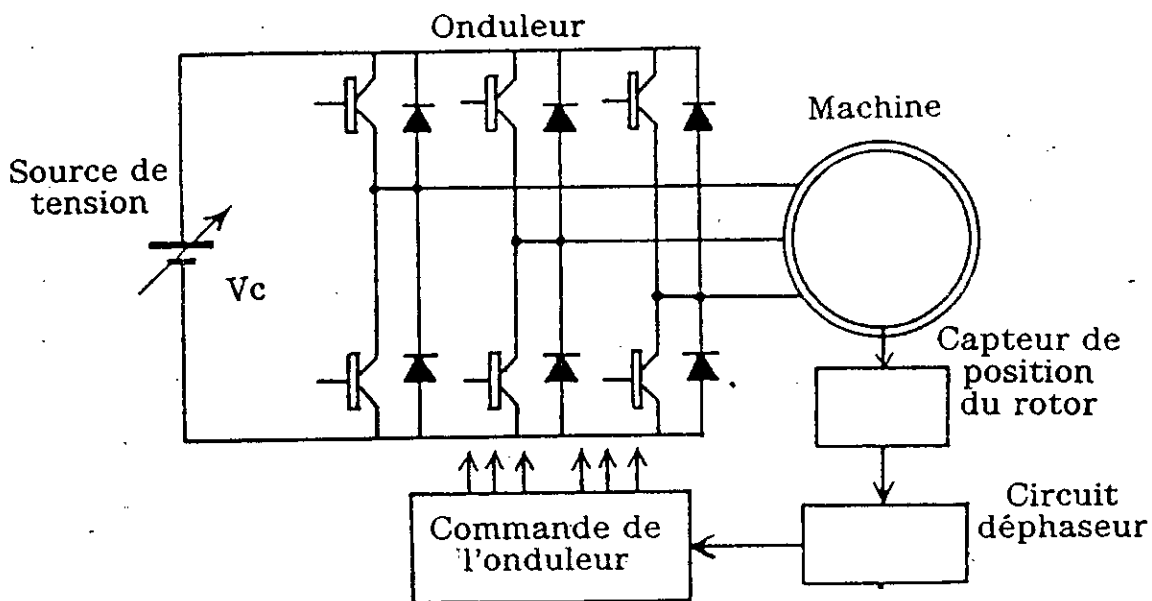 Onduleur
Machine
Source de
tension
Vc
Capteur de
position
du rotor
Circuit
déphaseur
Commande de
l'onduleur